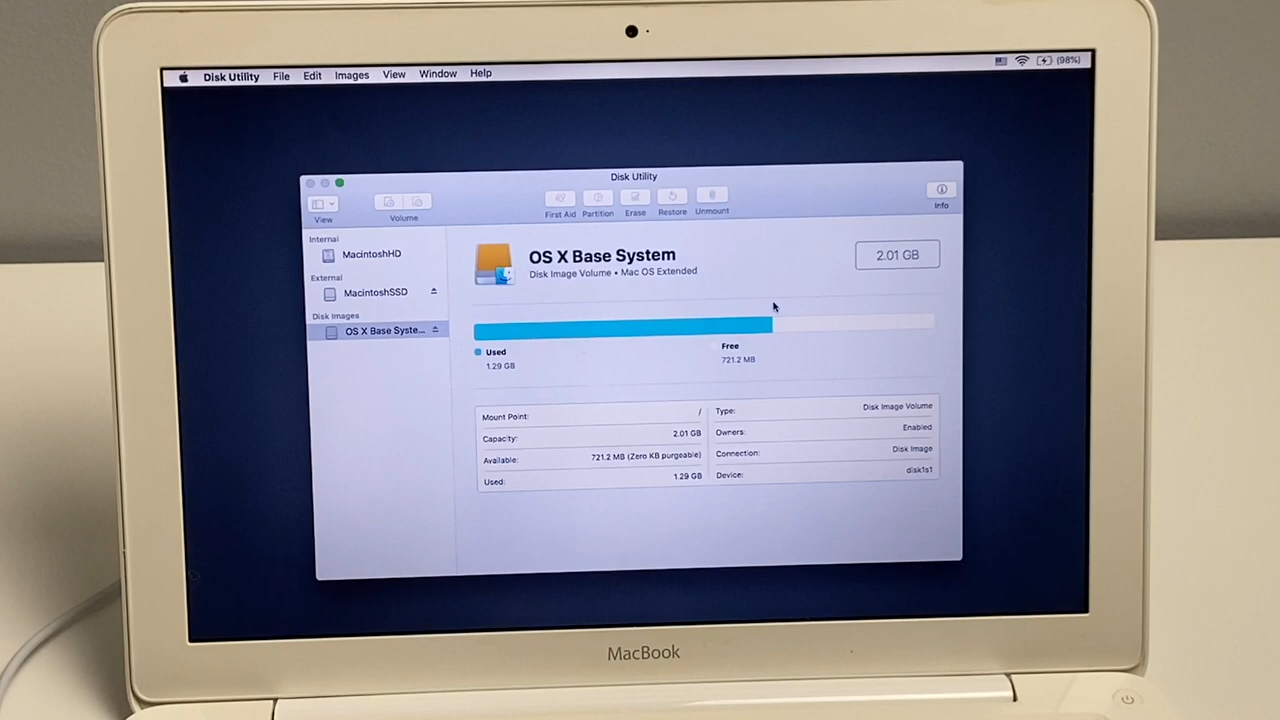 Disk Utility File Edit Images View Window Help (98%)
Disk Utility
View Volume First Aid Partition Erase Restore Unmount Info
Internal
MacintoshHD
External
MacintoshSSD
Disk Images
OS X Base Syste...
OS X Base System
Disk Image Volume • Mac OS Extended
2.01 GB
Used
1.29 GB
Free
721.2 MB
Mount Point: /
Capacity: 2.01 GB
Available: 721.2 MB (Zero KB purgeable)
Used: 1.29 GB
Type: Disk Image Volume
Owners: Enabled
Connection: Disk Image
Device: disk1s1
MacBook